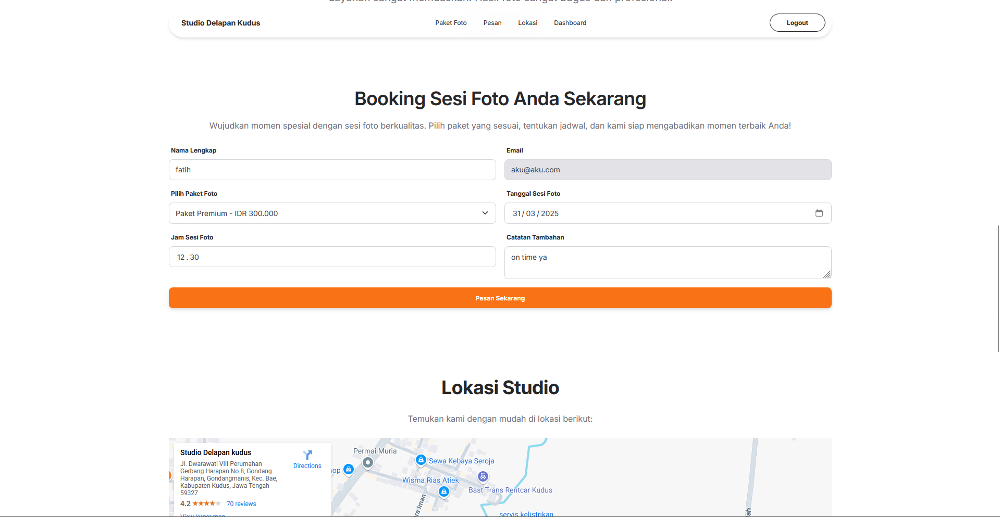 Layanan sangat memuaskan. Hasil foto sangat bagus dan profesional.
Studio Delapan Kudus
Paket Foto
Pesan
Lokasi
Dashboard
Logout
Booking Sesi Foto Anda Sekarang
Wujudkan momen spesial dengan sesi foto berkualitas. Pilih paket yang sesuai, tentukan jadwal, dan kami siap mengabadikan momen terbaik Anda!
Nama Lengkap
Email
fatih
aku@aku.com
Pilih Paket Foto
Tanggal Sesi Foto
Paket Premium - IDR 300.000
31/03/2025
Jam Sesi Foto
Catatan Tambahan
12.30
on time ya
Pesan Sekarang
Lokasi Studio
Temukan kami dengan mudah di lokasi berikut:
Studio Delapan kudus
Directions
Jl. Dwarawati VIII Perumahan
Gerbang Harapan No.8, Gondang
Harapan, Gondangmanis, Kec. Bae,
Kabupaten Kudus, Jawa Tengah
59327
4.2
70 reviews
View larger map
Permai Muria
Sewa Kebaya Seroja
Wisma Rias Atiek
Bast Trans Rentcar Kudus
servis kelistrikan